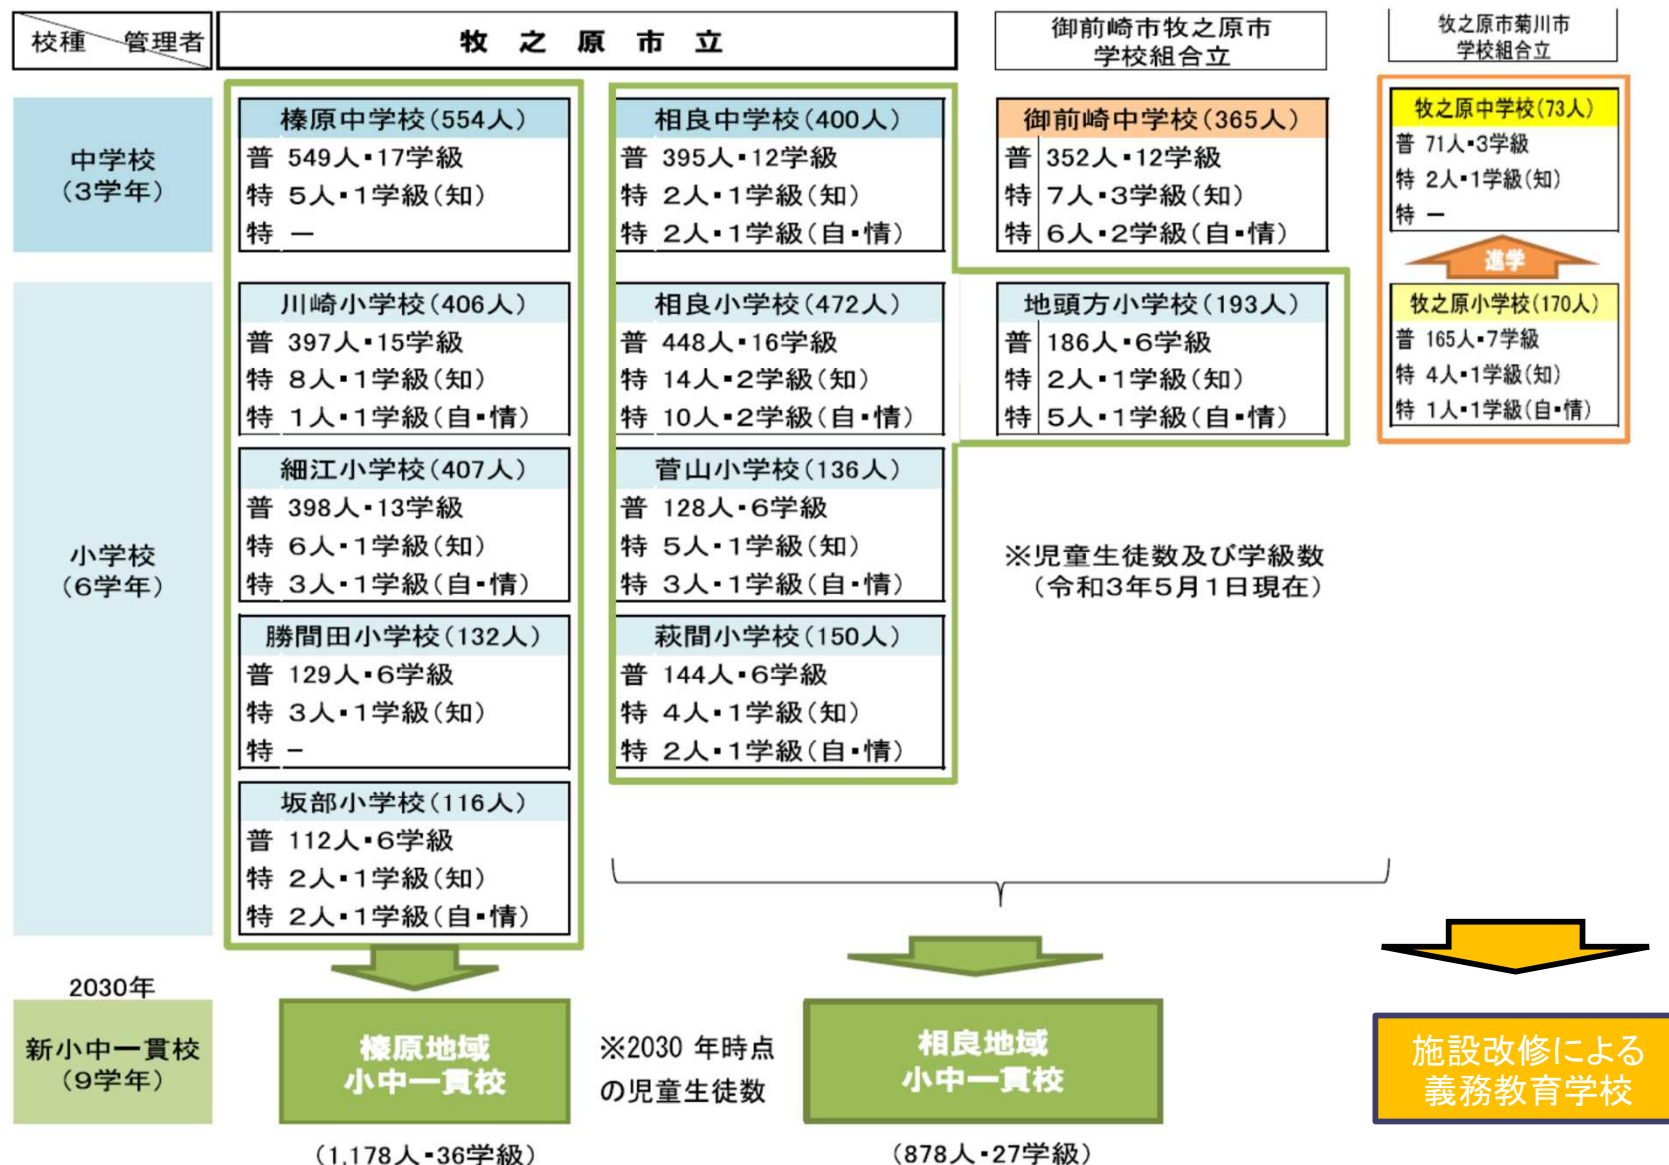 校種 管理者
牧之原市立
御前崎市牧之原市
学校組合立
牧之原市菊川市
学校組合立
中学校
(3学年)
榛原中学校(554人)
普 549人▪17学級
特 5人▪1学級(知)
特 ―
相良中学校(400人)
普 395人▪12学級
特 2人▪1学級(知)
特 2人▪1学級(自▪情)
御前崎中学校(365人)
普 352人▪12学級
特 7人▪3学級(知)
特 6人▪2学級(自▪情)
牧之原中学校(73人)
普 71人▪3学級
特 2人▪1学級(知)
特 ―
進学
小学校
(6学年)
川崎小学校(406人)
普 397人▪15学級
特 8人▪1学級(知)
特 1人▪1学級(自▪情)
相良小学校(472人)
普 448人▪16学級
特 14人▪2学級(知)
特 10人▪2学級(自▪情)
地頭方小学校(193人)
普 186人▪6学級
特 2人▪1学級(知)
特 5人▪1学級(自▪情)
牧之原小学校(170人)
普 165人▪7学級
特 4人▪1学級(知)
特 1人▪1学級(自▪情)
細江小学校(407人)
普 398人▪13学級
特 6人▪1学級(知)
特 3人▪1学級(自▪情)
菅山小学校(136人)
普 128人▪6学級
特 5人▪1学級(知)
特 3人▪1学級(自▪情)
※児童生徒数及び学級数
(令和3年5月1日現在)
勝間田小学校(132人)
普 129人▪6学級
特 3人▪1学級(知)
特 −
萩間小学校(150人)
普 144人▪6学級
特 4人▪1学級(知)
特 2人▪1学級(自▪情)
坂部小学校(116人)
普 112人▪6学級
特 2人▪1学級(知)
特 2人▪1学級(自▪情)
2030年
新小中一貫校
(9学年)
榛原地域
小中一貫校
(1,178人▪36学級)
※2030 年時点
の児童生徒数
相良地域
小中一貫校
(878人▪27学級)
施設改修による
義務教育学校